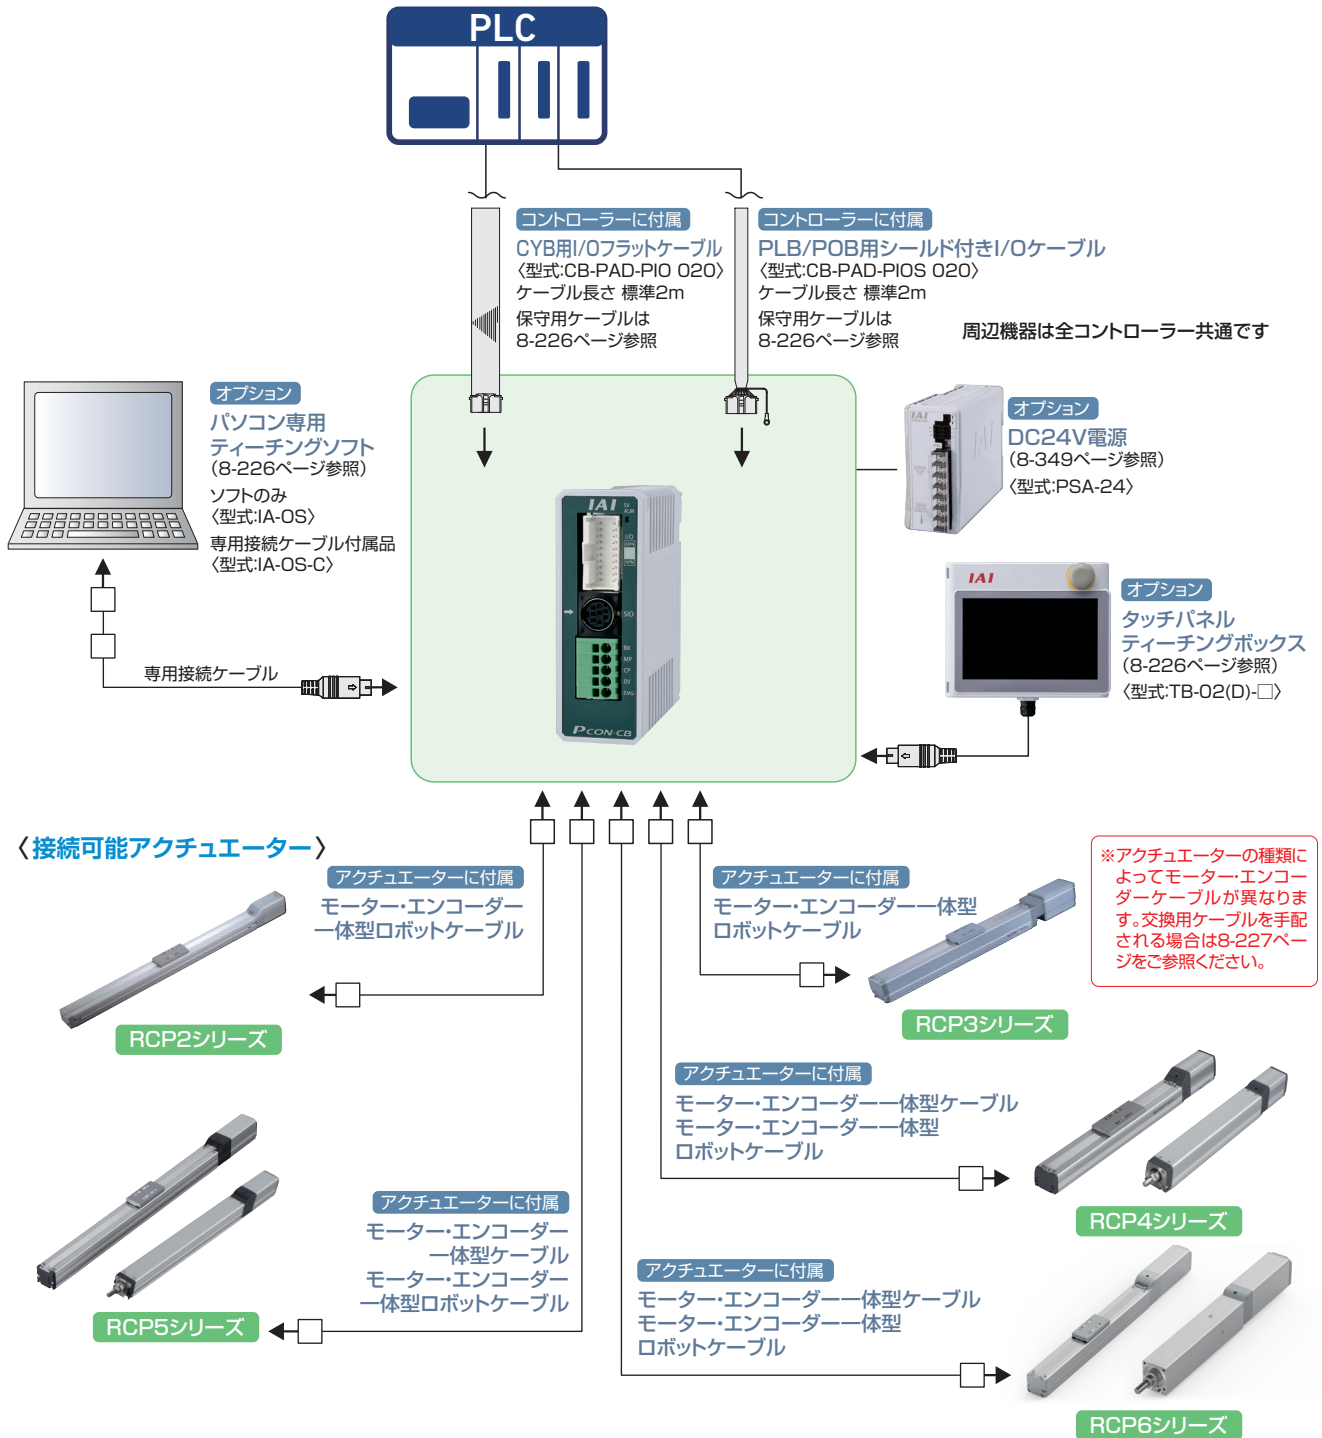 PLC
コントローラーに付属
CYB用I/Oフラットケーブル
〈型式:CB-PAD-PIO 020〉
ケーブル長さ 標準2m
保守用ケーブルは
8-226ページ参照
コントローラーに付属
PLB/POB用シールド付きI/Oケーブル
〈型式:CB-PAD-PIOS 020〉
ケーブル長さ 標準2m
保守用ケーブルは
8-226ページ参照
周辺機器は全コントローラー共通です
オプション
パソコン専用
ティーチングソフト
(8-226ページ参照)
ソフトのみ
〈型式:IA-OS〉
専用接続ケーブル付属品
〈型式:IA-OS-C〉
専用接続ケーブル
IAI
SV
ALM
I/O
NPN
SIO
BK
MP
CP
0V
EMG
PCON-CB
IAI
オプション
DC24V電源
(8-349ページ参照)
〈型式:PSA-24〉
IAI
オプション
タッチパネル
ティーチングボックス
(8-226ページ参照)
〈型式:TB-02(D)-□〉
〈接続可能アクチュエーター〉
アクチュエーターに付属
モーター・エンコーダー
一体型ロボットケーブル
RCP2シリーズ
アクチュエーターに付属
モーター・エンコーダー一体型
ロボットケーブル
RCP3シリーズ
※アクチュエーターの種類に
よってモーター・エンコー
ダーケーブルが異なりま
す。交換用ケーブルを手配
される場合は8-227ペー
ジをご参照ください。
アクチュエーターに付属
モーター・エンコーダー一体型ケーブル
モーター・エンコーダー一体型
ロボットケーブル
RCP4シリーズ
アクチュエーターに付属
モーター・エンコーダー
一体型ケーブル
モーター・エンコーダー
一体型ロボットケーブル
RCP5シリーズ
アクチュエーターに付属
モーター・エンコーダー一体型ケーブル
モーター・エンコーダー一体型
ロボットケーブル
RCP6シリーズ